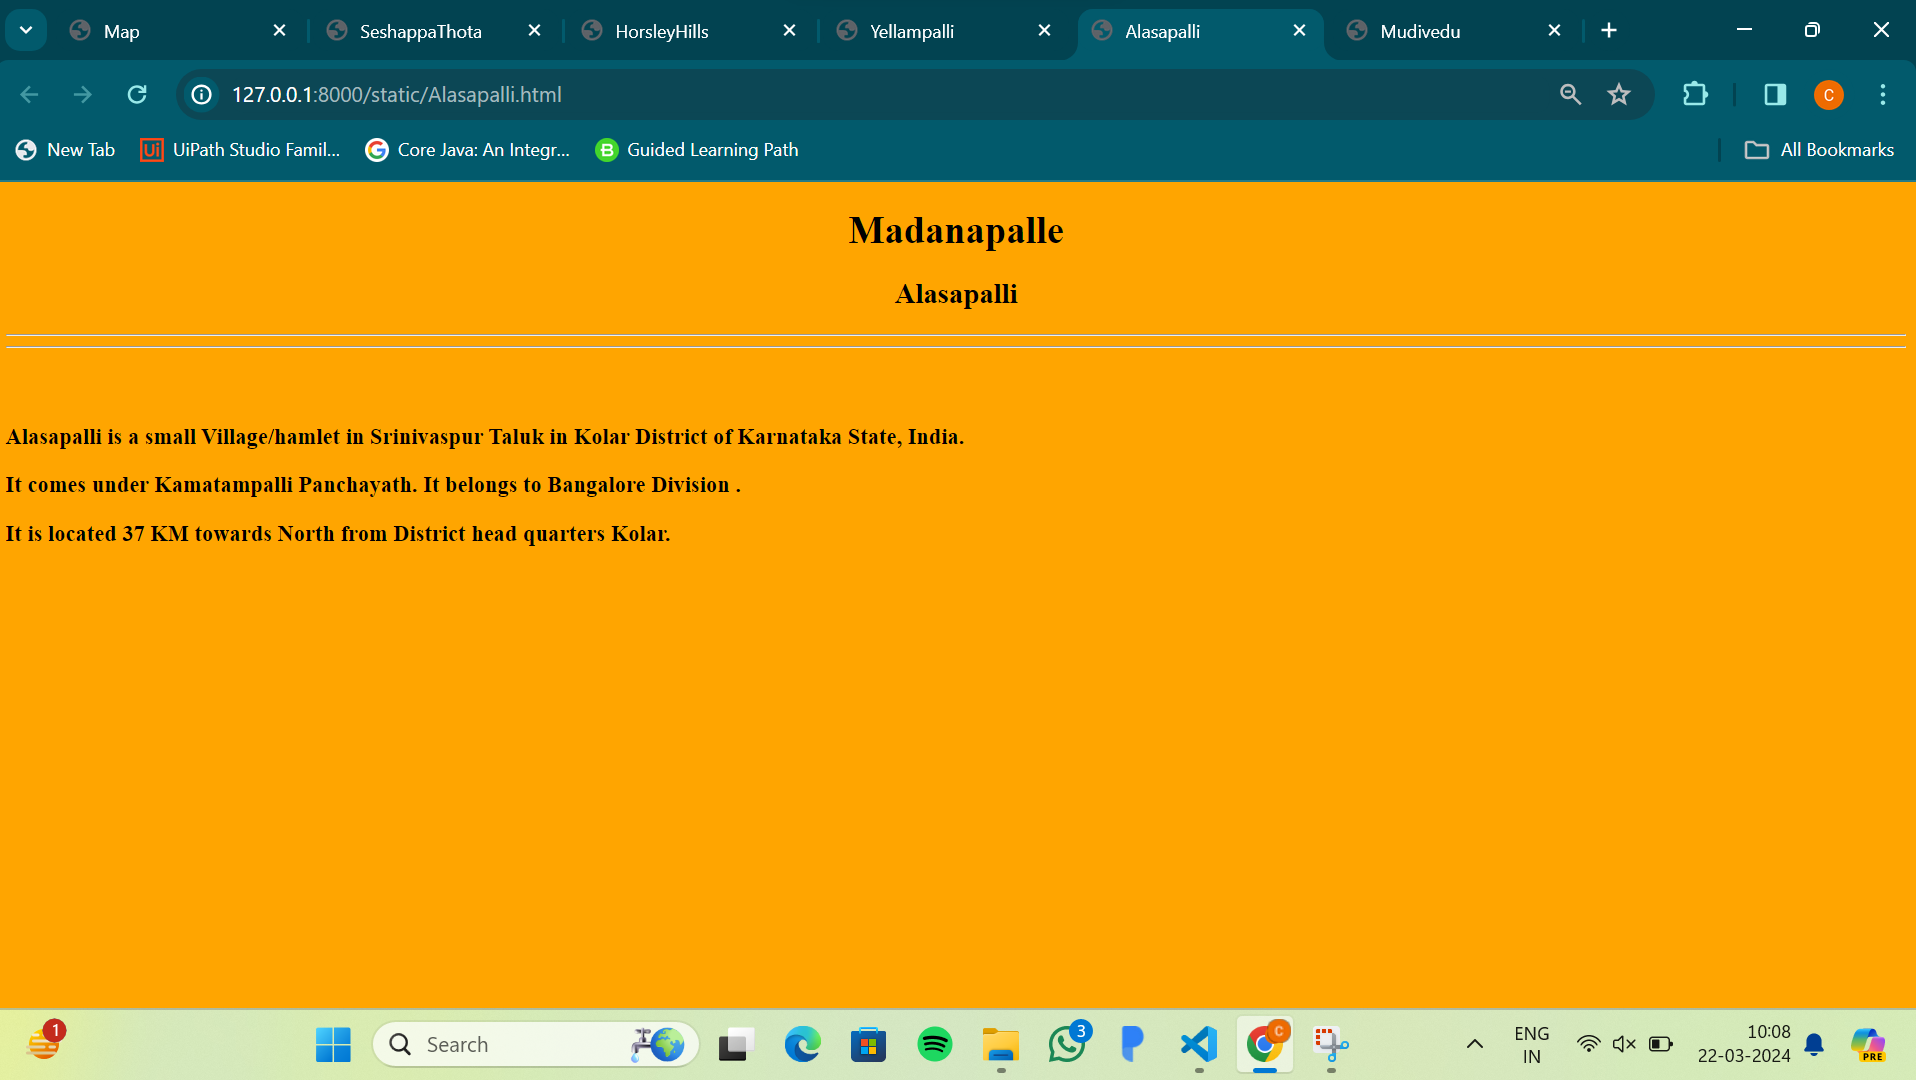 Map
SeshappaThota
HorsleyHills
Yellampalli
Alasapalli
Mudivedu
127.0.0.1:8000/static/Alasapalli.html
C
New Tab
Ui
UiPath Studio Famil...
Core Java: An Integr...
B
Guided Learning Path
All Bookmarks
Madanapalle
Alasapalli
Alasapalli is a small Village/hamlet in Srinivaspur Taluk in Kolar District of Karnataka State, India.
It comes under Kamatampalli Panchayath. It belongs to Bangalore Division .
It is located 37 KM towards North from District head quarters Kolar.
1
Search
3
C
ENG
IN
10:08
22-03-2024
PRE